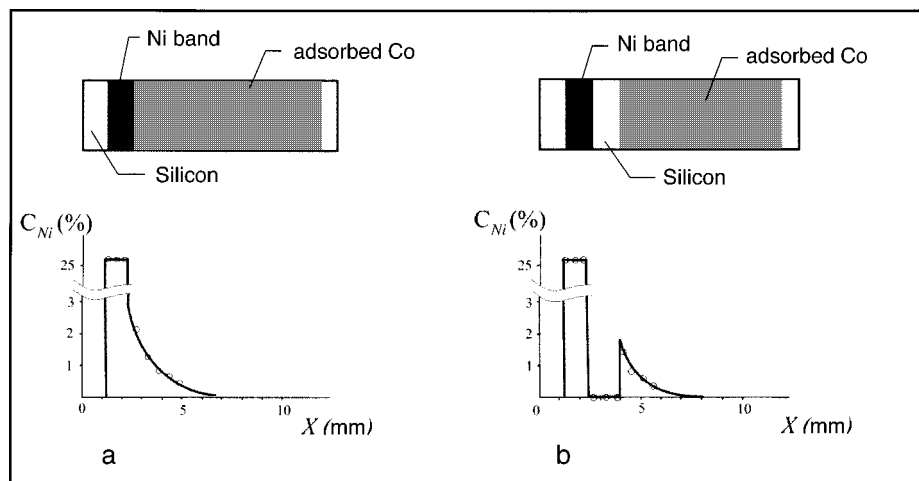 Ni band
adsorbed Co
Silicon
C_Ni (%)
25
3
2
1
0
5
10
X (mm)
a
Ni band
adsorbed Co
Silicon
C_Ni (%)
25
3
2
1
0
5
10
X (mm)
b